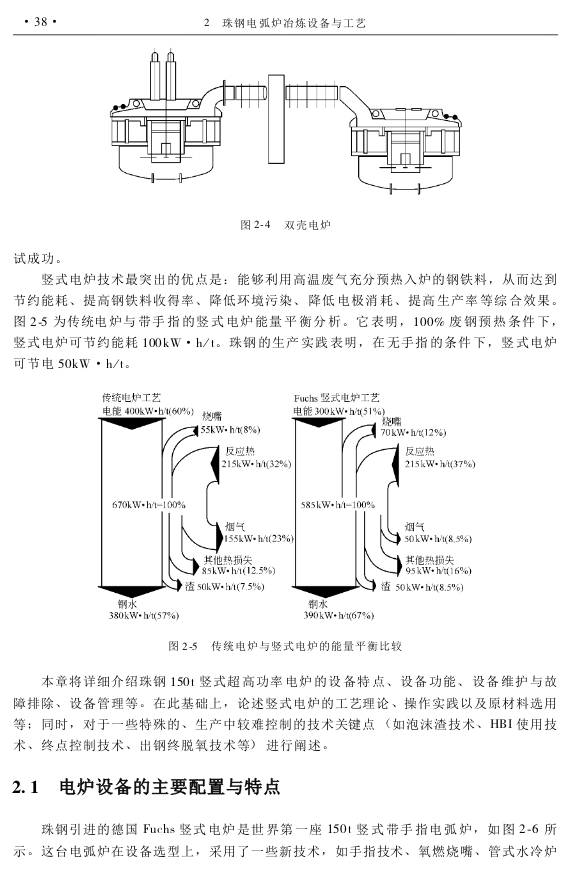 ·38·
2 珠钢电弧炉冶炼设备与工艺
图 2-4 双壳电炉
试成功。
竖式电炉技术最突出的优点是：能够利用高温废气充分预热入炉的钢铁料，从而达到
节约能耗、提高钢铁料收得率、降低环境污染、降低电极消耗、提高生产率等综合效果。
图 2-5 为传统电炉与带手指的竖式电炉能量平衡分析。它表明，100% 废钢预热条件下，
竖式电炉可节约能耗 100kW·h/t。珠钢的生产实践表明，在无手指的条件下，竖式电炉
可节电 50kW·h/t。
传统电炉工艺
电能 400kW•h/t(60%)
烧嘴
55kW•h/t(8%)
反应热
215kW•h/t(32%)
670kW•h/t=100%
烟气
155kW•h/t(23%)
其他热损失
85kW•h/t(12.5%)
渣 50kW•h/t(7.5%)
钢水
380kW•h/t(57%)
Fuchs 竖式电炉工艺
电能 300kW•h/t(51%)
烧嘴
70kW•h/t(12%)
反应热
215kW•h/t(37%)
585kW•h/t=100%
烟气
50kW•h/t(8.5%)
其他热损失
95kW•h/t(16%)
渣 50kW•h/t(8.5%)
钢水
390kW•h/t(67%)
图 2-5 传统电炉与竖式电炉的能量平衡比较
本章将详细介绍珠钢 150t 竖式超高功率电炉的设备特点、设备功能、设备维护与故
障排除、设备管理等。在此基础上，论述竖式电炉的工艺理论、操作实践以及原材料选用
等；同时，对于一些特殊的、生产中较难控制的技术关键点（如泡沫渣技术、HBI 使用技
术、终点控制技术、出钢终脱氧技术等）进行阐述。
2.1 电炉设备的主要配置与特点
珠钢引进的德国 Fuchs 竖式电炉是世界第一座 150t 竖式带手指电弧炉，如图 2-6 所
示。这台电弧炉在设备选型上，采用了一些新技术，如手指技术、氧燃烧嘴、管式水冷炉